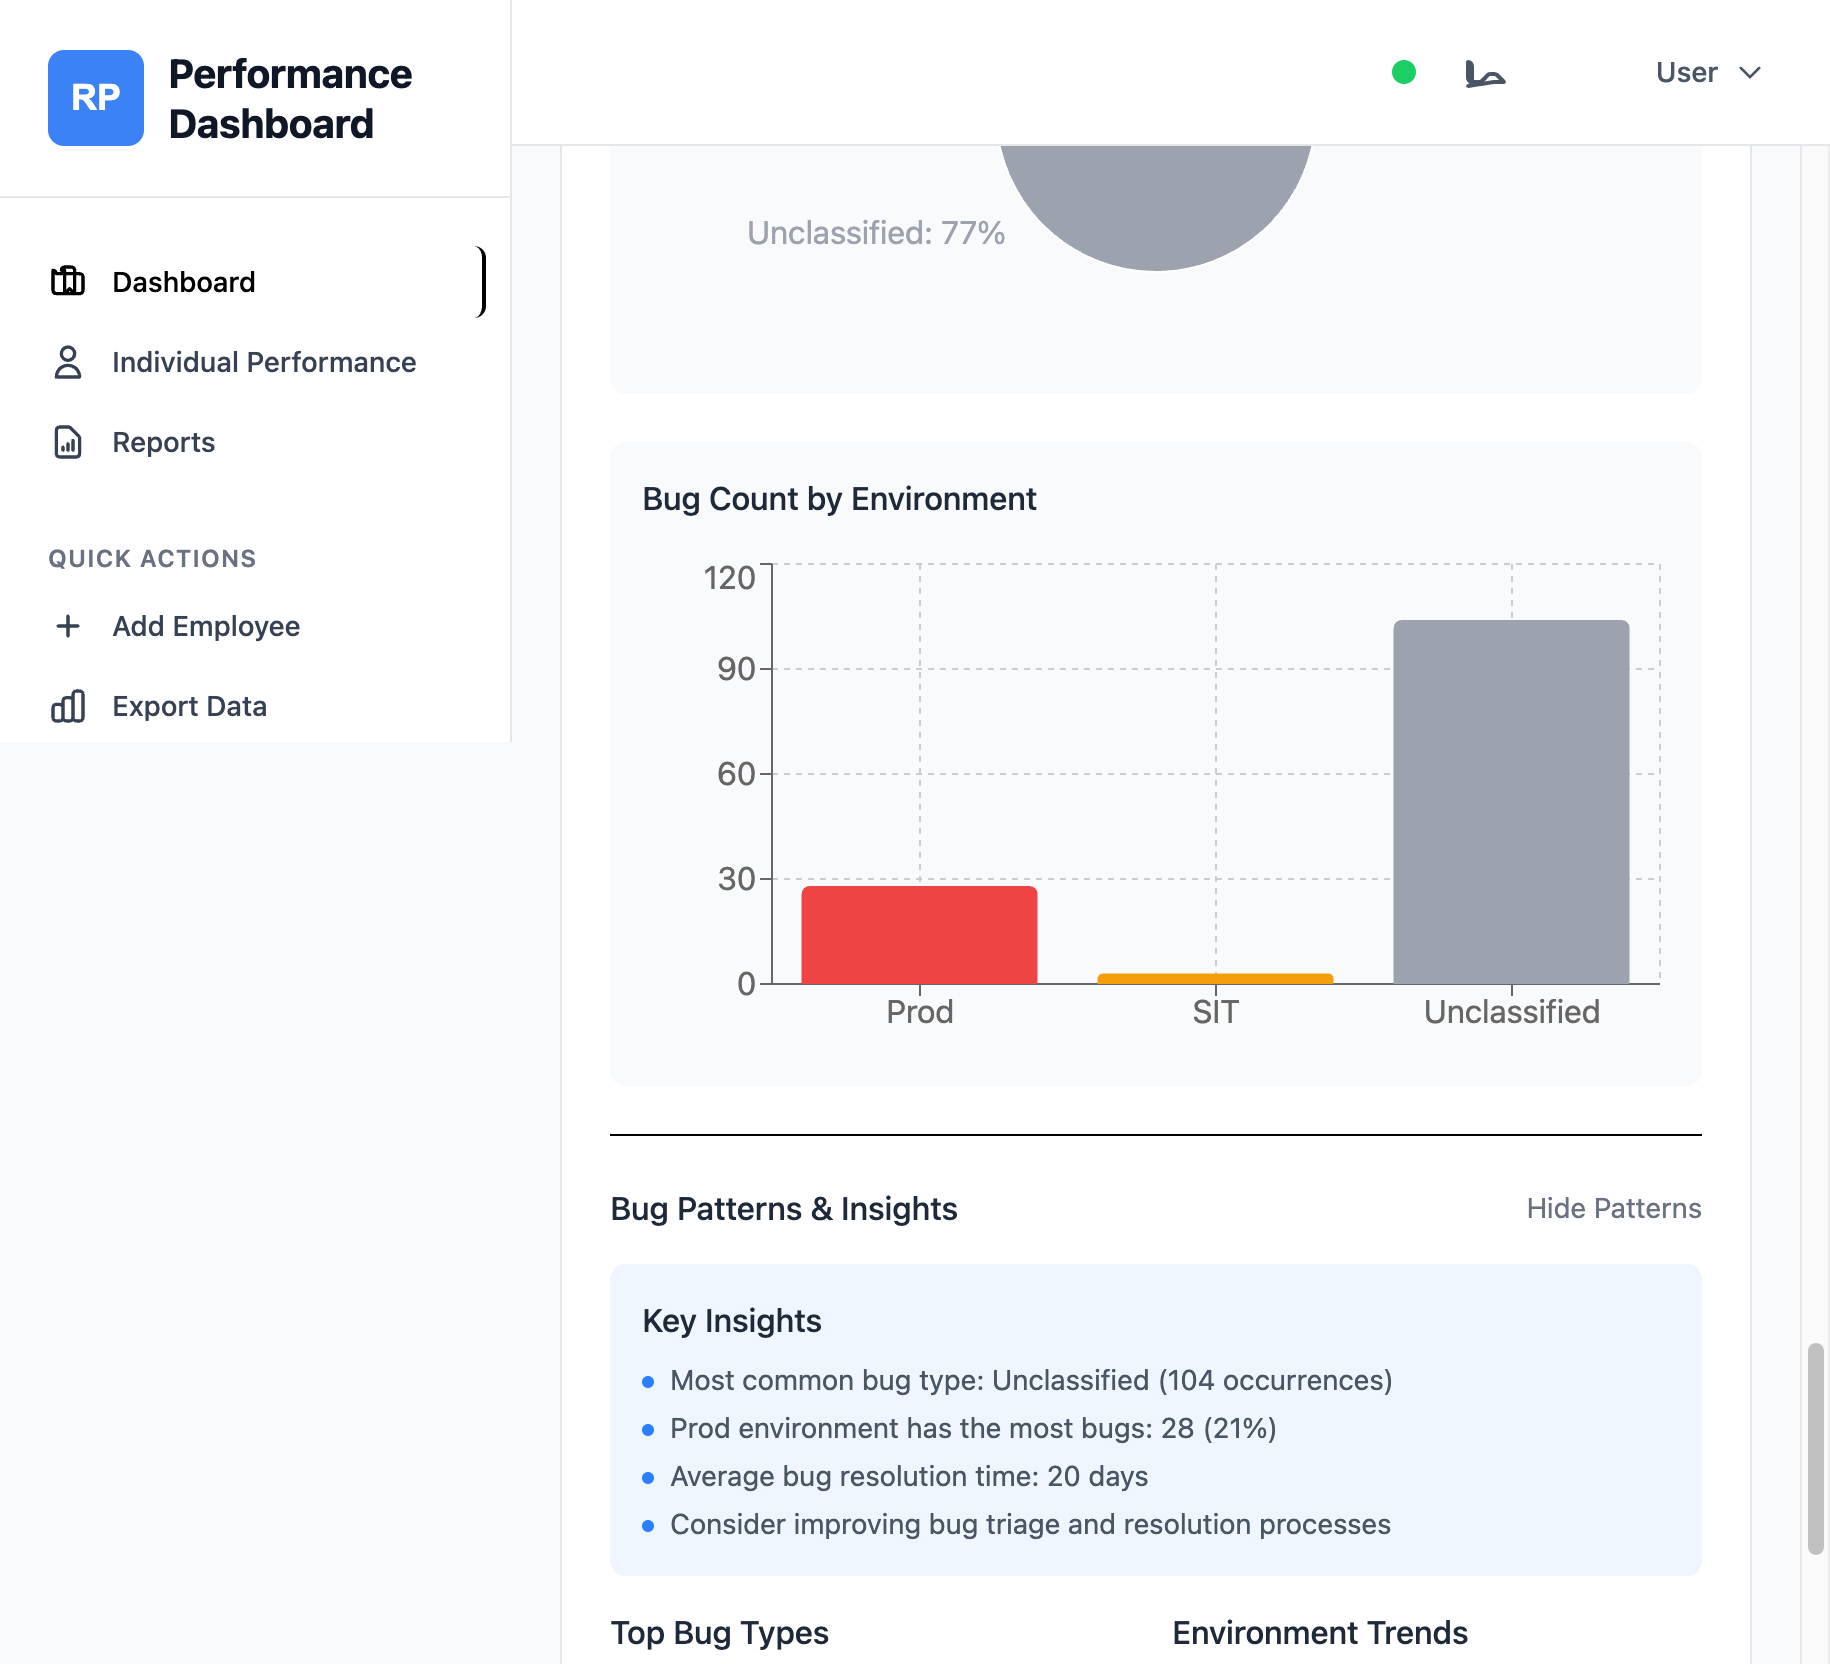 RP
Performance
Dashboard
User
Dashboard
Individual Performance
Reports
QUICK ACTIONS
Add Employee
Export Data
Unclassified: 77%
Bug Count by Environment
120
90
60
30
0
Prod
SIT
Unclassified
Bug Patterns & Insights
Hide Patterns
Key Insights
Most common bug type: Unclassified (104 occurrences)
Prod environment has the most bugs: 28 (21%)
Average bug resolution time: 20 days
Consider improving bug triage and resolution processes
Top Bug Types
Environment Trends